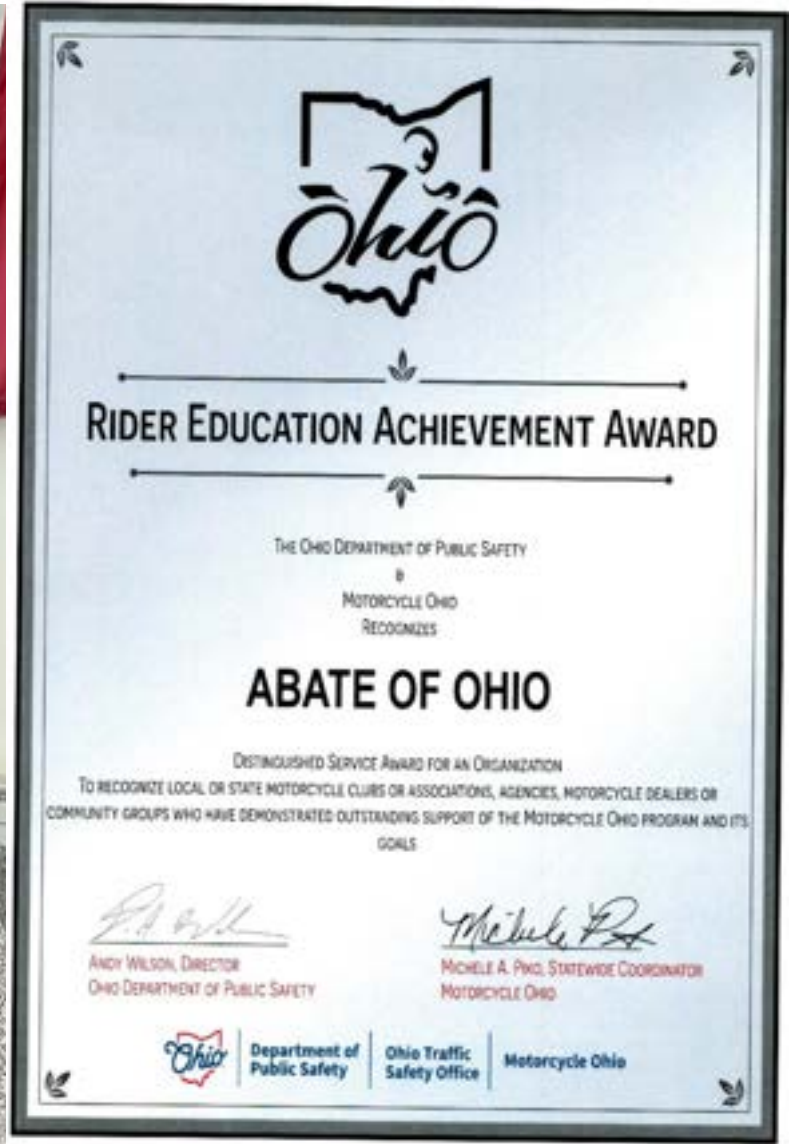 Ohio
RIDER EDUCATION ACHIEVEMENT AWARD
THE OHIO DEPARTMENT OF PUBLIC SAFETY
&
MOTORCYCLE OHIO
RECOGNIZES
ABATE OF OHIO
DISTINGUISHED SERVICE AWARD FOR AN ORGANIZATION
TO RECOGNIZE LOCAL OR STATE MOTORCYCLE CLUBS OR ASSOCIATIONS, AGENCIES, MOTORCYCLE DEALERS OR
COMMUNITY GROUPS WHO HAVE DEMONSTRATED OUTSTANDING SUPPORT OF THE MOTORCYCLE OHIO PROGRAM AND ITS
GOALS
ANDY WILSON, DIRECTOR
OHIO DEPARTMENT OF PUBLIC SAFETY
MICHELE A. PIKO, STATEWIDE COORDINATOR
MOTORCYCLE OHIO
Ohio
Department of
Public Safety
Ohio Traffic
Safety Office
Motorcycle Ohio